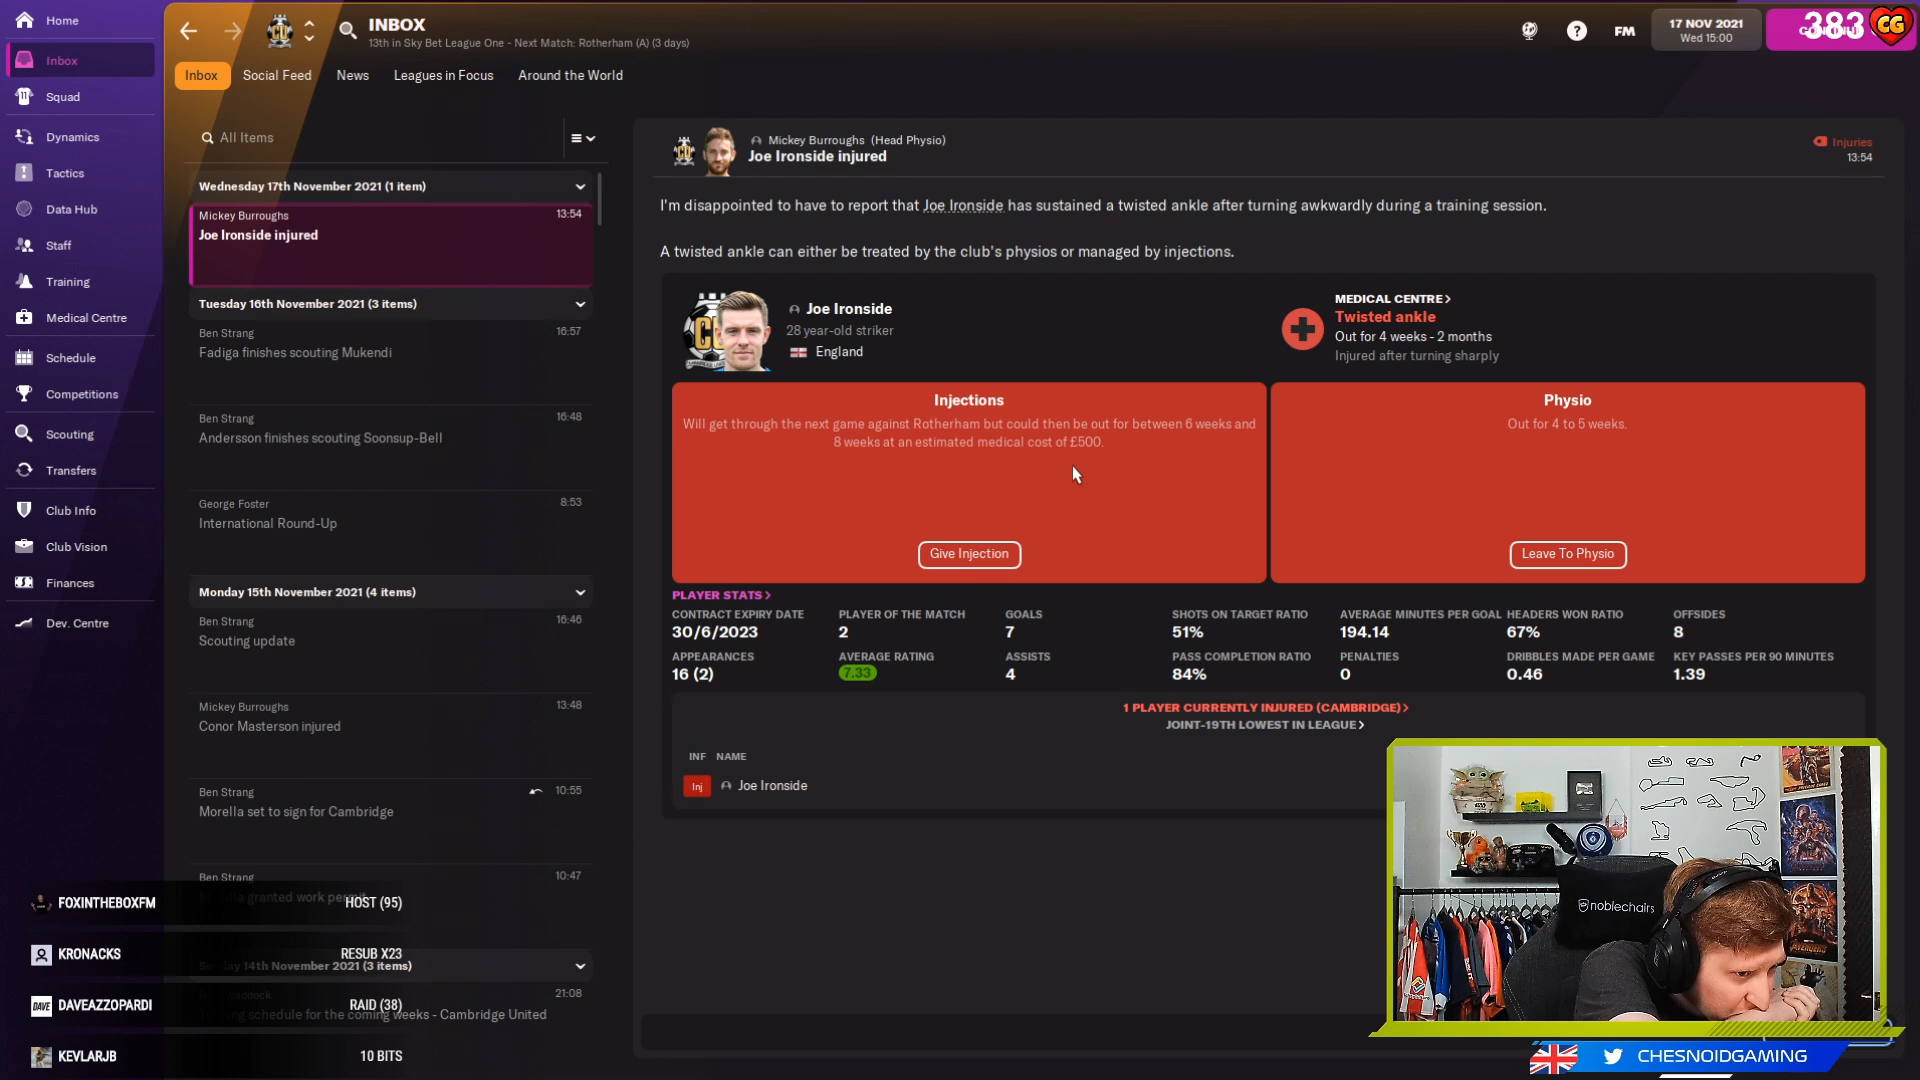 Home
Inbox
Squad
Dynamics
Tactics
Data Hub
Staff
Training
Medical Centre
Schedule
Competitions
Scouting
Transfers
Club Info
Club Vision
Finances
Dev. Centre
INBOX
13th in Sky Bet League One - Next Match: Rotherham (A) (3 days)
FM
17 NOV 2021
Wed 15:00
383
CG
Inbox
Social Feed
News
Leagues in Focus
Around the World
All Items
Wednesday 17th November 2021 (1 item)
Mickey Burroughs
13:54
Joe Ironside injured
Tuesday 16th November 2021 (3 items)
Ben Strang
16:57
Fadiga finishes scouting Mukendi
Ben Strang
16:48
Andersson finishes scouting Soonsup-Bell
George Foster
8:53
International Round-Up
Monday 15th November 2021 (4 items)
Ben Strang
16:46
Scouting update
Mickey Burroughs
13:48
Conor Masterson injured
Ben Strang
10:55
Morella set to sign for Cambridge
Ben Strang
10:47
granted work permit
14th November 2021 (3 items)
21:08
schedule for the coming weeks - Cambridge United
Mickey Burroughs (Head Physio)
Joe Ironside injured
Injuries
13:54
I'm disappointed to have to report that Joe Ironside has sustained a twisted ankle after turning awkwardly during a training session.
A twisted ankle can either be treated by the club's physios or managed by injections.
Joe Ironside
28 year-old striker
England
MEDICAL CENTRE >
Twisted ankle
Out for 4 weeks - 2 months
Injured after turning sharply
Injections
Will get through the next game against Rotherham but could then be out for between 6 weeks and
8 weeks at an estimated medical cost of £500.
Give Injection
Physio
Out for 4 to 5 weeks.
Leave To Physio
PLAYER STATS >
CONTRACT EXPIRY DATE
30/6/2023
PLAYER OF THE MATCH
2
GOALS
7
SHOTS ON TARGET RATIO
51%
AVERAGE MINUTES PER GOAL
194.14
HEADERS WON RATIO
67%
OFFSIDES
8
APPEARANCES
16 (2)
AVERAGE RATING
7.33
ASSISTS
4
PASS COMPLETION RATIO
84%
PENALTIES
0
DRIBBLES MADE PER GAME
0.46
KEY PASSES PER 90 MINUTES
1.39
1 PLAYER CURRENTLY INJURED (CAMBRIDGE) >
JOINT-19TH LOWEST IN LEAGUE >
INF NAME
Inj Joe Ironside
FOXINTHEBOXFM
HOST (95)
KRONACKS
RESUB X23
DAVE
DAVEAZZOPARDI
RAID (38)
KEVLARJB
10 BITS
noblechairs
CHESNOIDGAMING